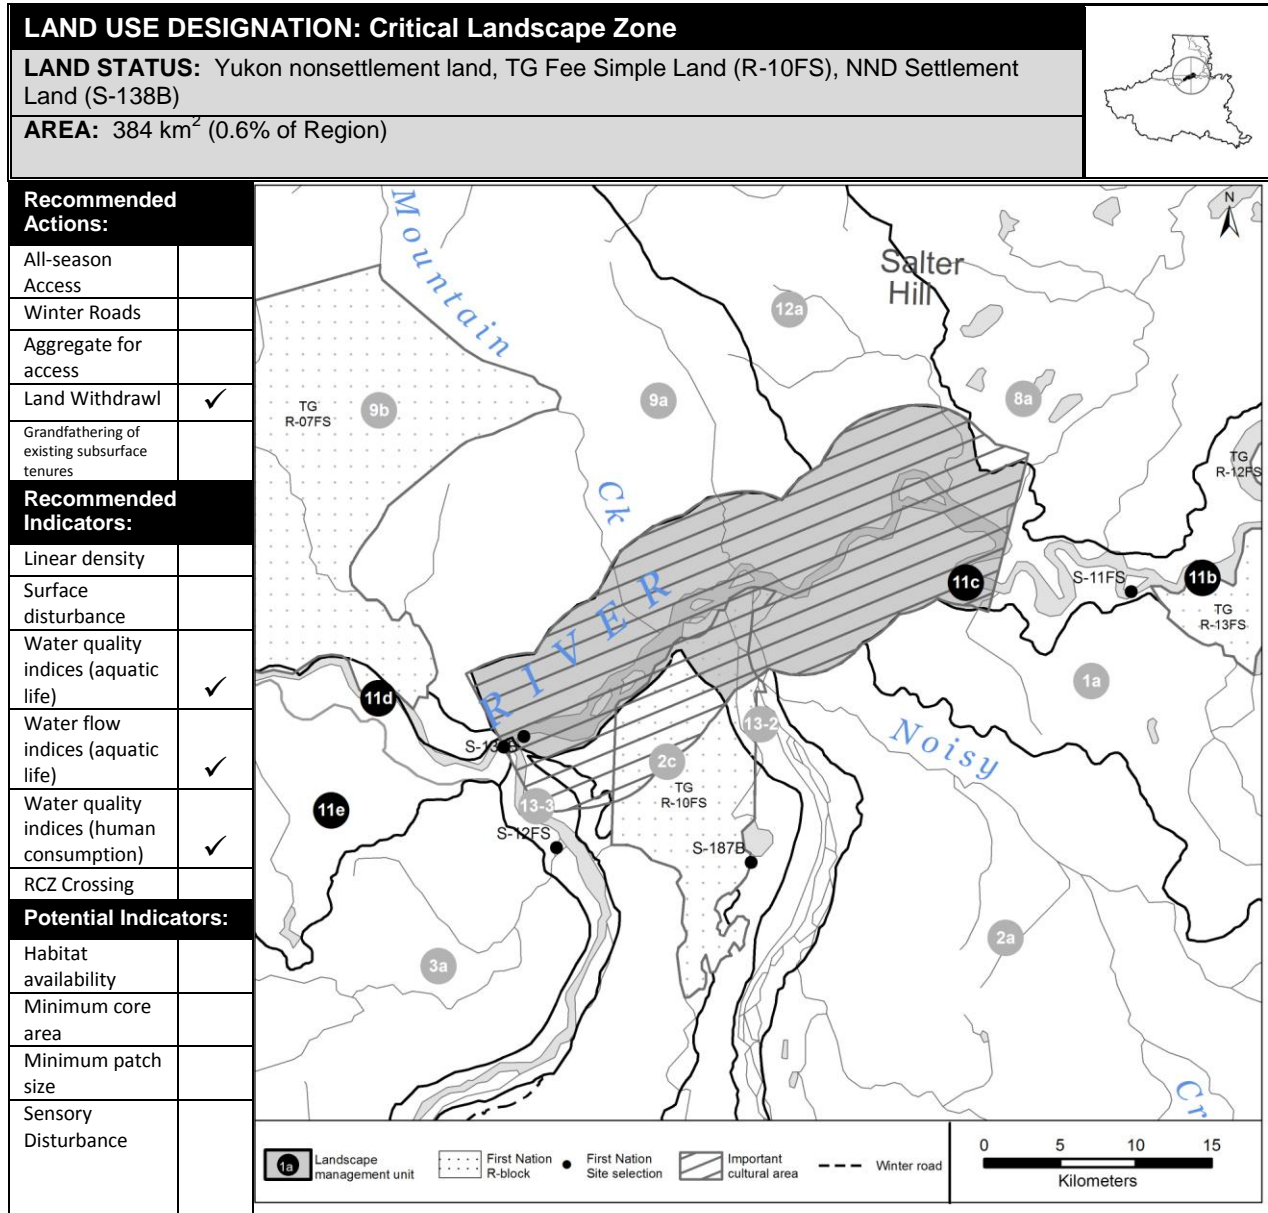 LAND USE DESIGNATION: Critical Landscape Zone
LAND STATUS: Yukon nonsettlement land, TG Fee Simple Land (R-10FS), NND Settlement
Land (S-138B)
AREA: 384 km2 (0.6% of Region)
Recommended
Actions:
All-season
Access
Winter Roads
Aggregate for
access
Land Withdrawl ✓
Grandfathering of
existing subsurface
tenures
Recommended
Indicators:
Linear density
Surface
disturbance
Water quality
indices (aquatic
life) ✓
Water flow
indices (aquatic
life) ✓
Water quality
indices (human
consumption) ✓
RCZ Crossing
Potential Indicators:
Habitat
availability
Minimum core
area
Minimum patch
size
Sensory
Disturbance
Mountain
Ck
Salter
Hill
N
12a
9a
9b
TG
R-07FS
8a
TG
R-12FS
11c
S-11FS
11b
TG
R-13FS
RIVER
1a
11d
13-2
Noisy
2c
TG
R-10FS
11e
13-3
S-12FS
S-187B
3a
2a
Cr
1a
Landscape
management unit
First Nation
R-block
First Nation
Site selection
Important
cultural area
Winter road
0 5 10 15
Kilometers